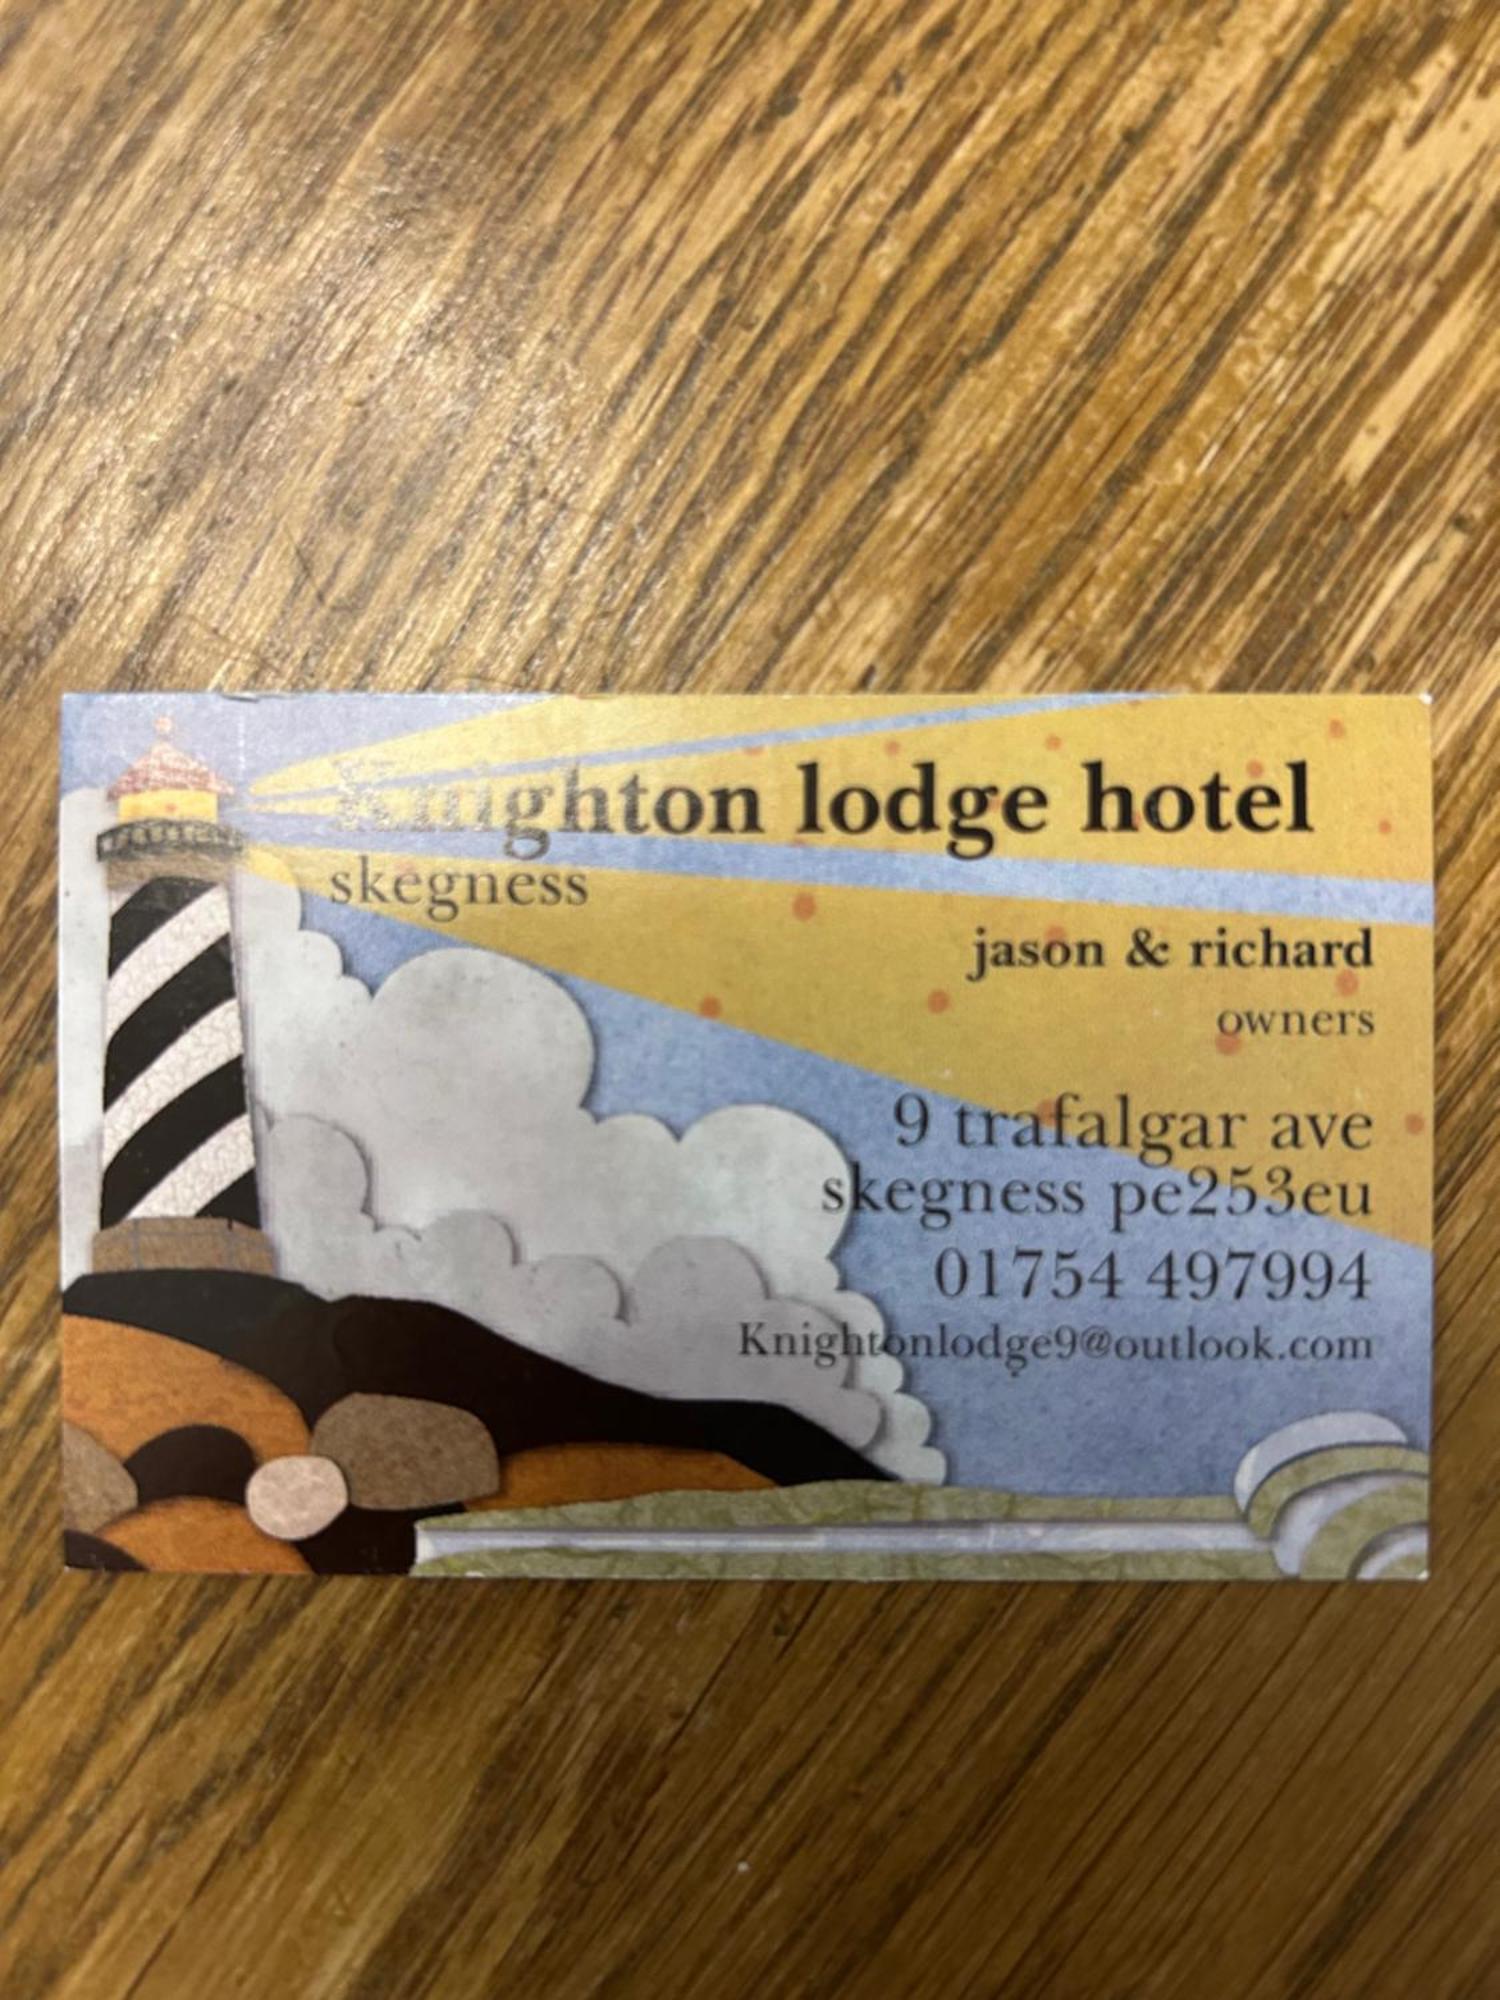 Knighton lodge hotel
skegness
jason & richard
owners
9 trafalgar ave
skegness pe253eu
01754 497994
Knightonlodge9@outlook.com